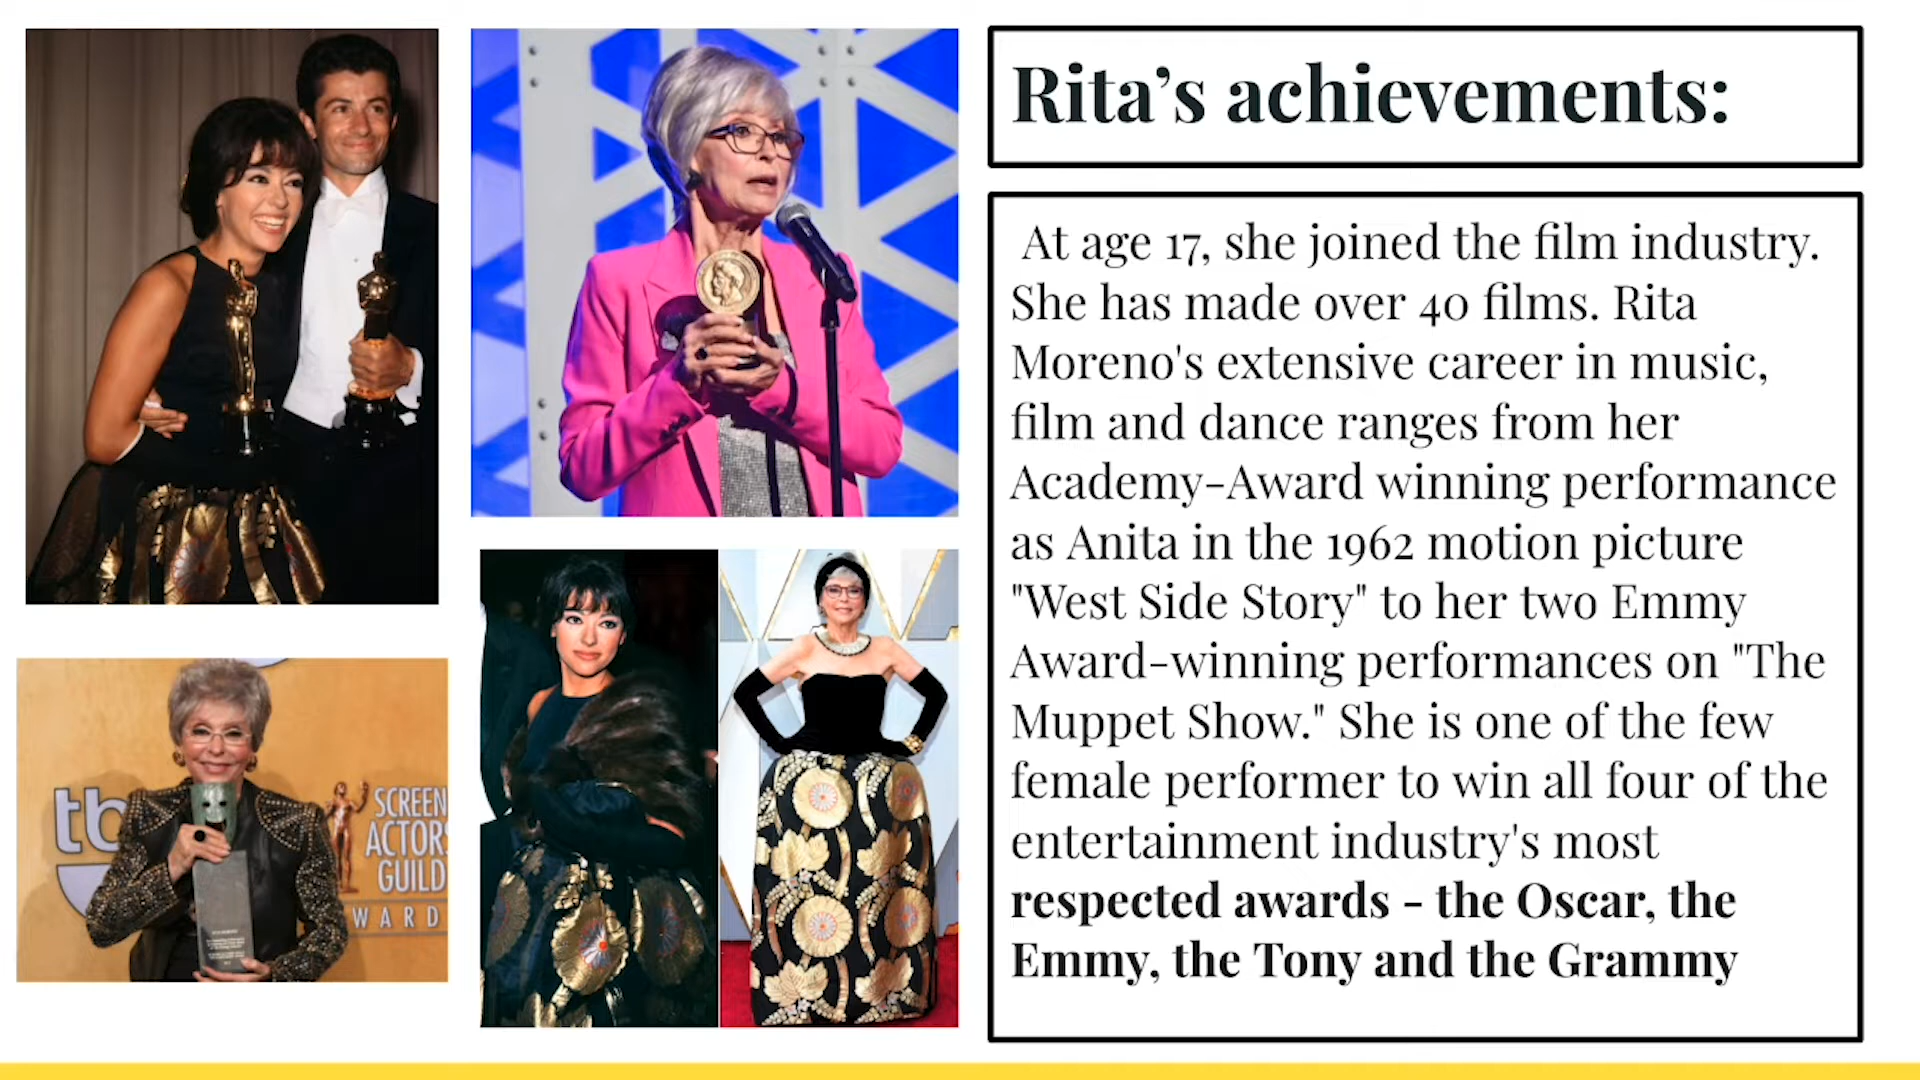 Rita's achievements:
At age 17, she joined the film industry.
She has made over 40 films. Rita
Moreno's extensive career in music,
film and dance ranges from her
Academy-Award winning performance
as Anita in the 1962 motion picture
"West Side Story" to her two Emmy
Award-winning performances on "The
Muppet Show." She is one of the few
female performer to win all four of the
entertainment industry's most
respected awards - the Oscar, the
Emmy, the Tony and the Grammy
tb
SCREEN
ACTORS
GUILD
WARD